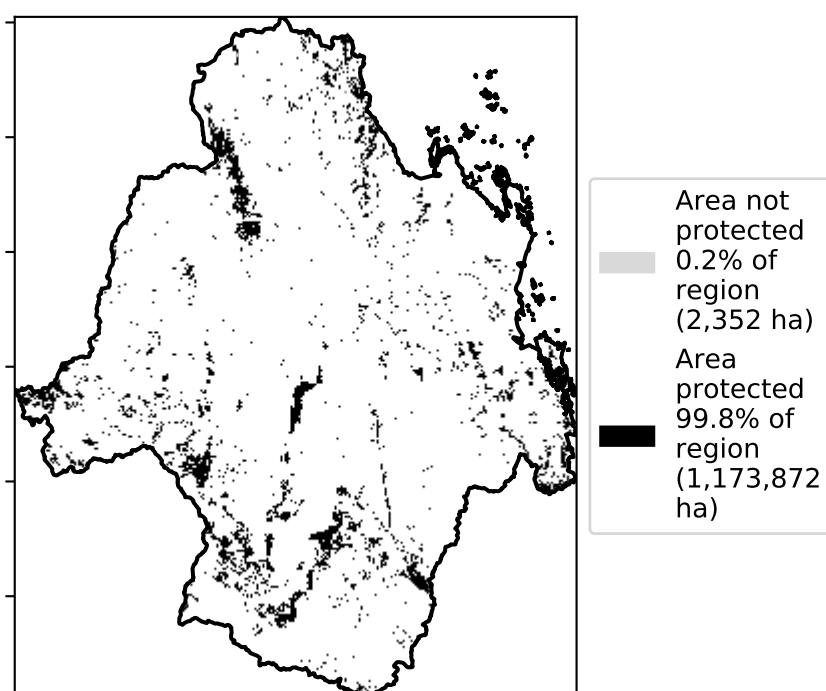 Area not
protected
0.2% of
region
(2,352 ha)
Area
protected
99.8% of
region
(1,173,872
ha)